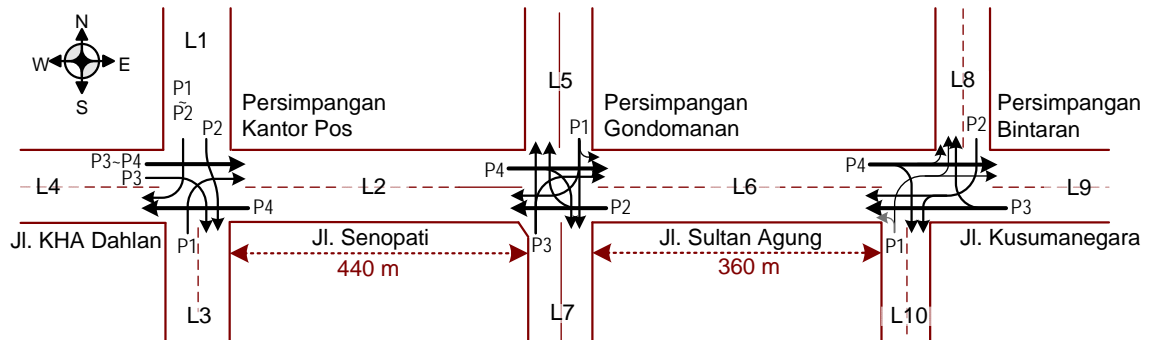 N
W E
S
L1
P1
~
P2
P2
Persimpangan
Kantor Pos
P3~P4
P3
L4
L2
P4
P1
Jl. KHA Dahlan
L3
Jl. Senopati
440 m
L5
P1
Persimpangan
Gondomanan
P4
P2
P3
L6
L7
Jl. Sultan Agung
360 m
L8
P2
Persimpangan
Bintaran
P4
L9
P3
P1
Jl. Kusumanegara
L10